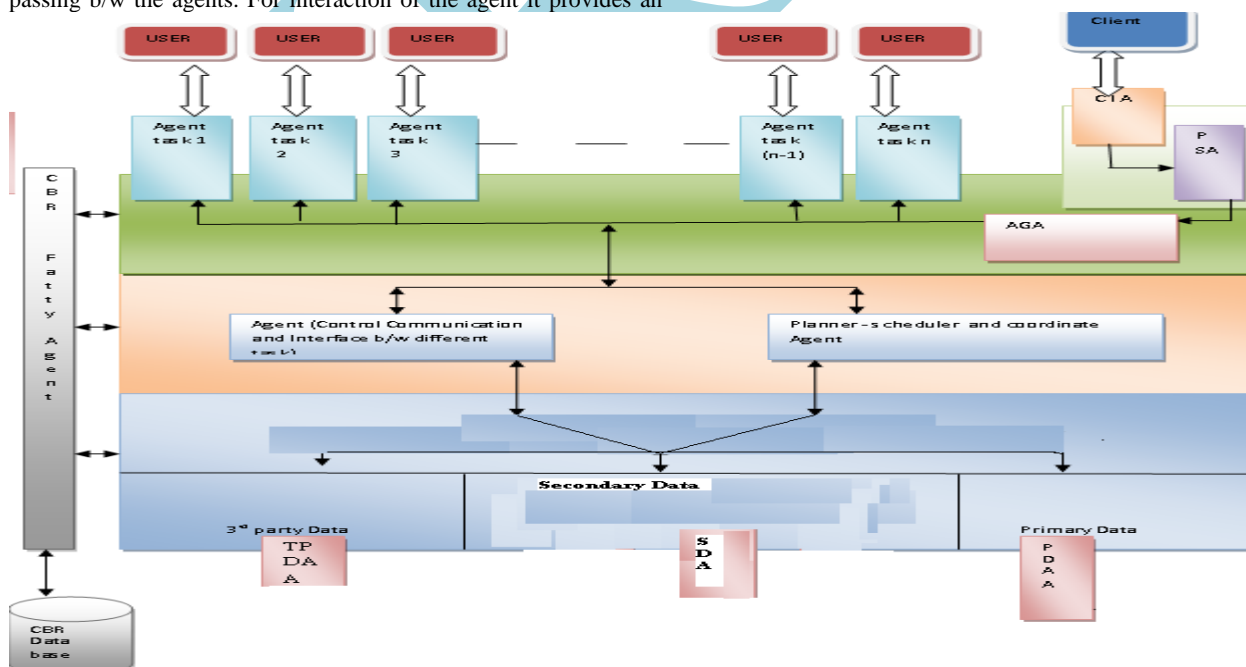 passing b/w the agents. For interaction of the agent it provides an
USER
USER
USER
USER
USER
Client
Agent
task 1
Agent
task
2
Agent
task
3
Agent
task
(n-1)
Agent
task n
CIA
P
SA
AGA
C
B
R
F
a
t
t
y
A
g
e
n
t
Agent (Control Communication
and Interface b/w different
task)
Planner-scheduler and coordinate
Agent
Secondary Data
3rd party Data
Primary Data
TP
DA
A
S
D
A
P
D
A
A
CBR
Data
base